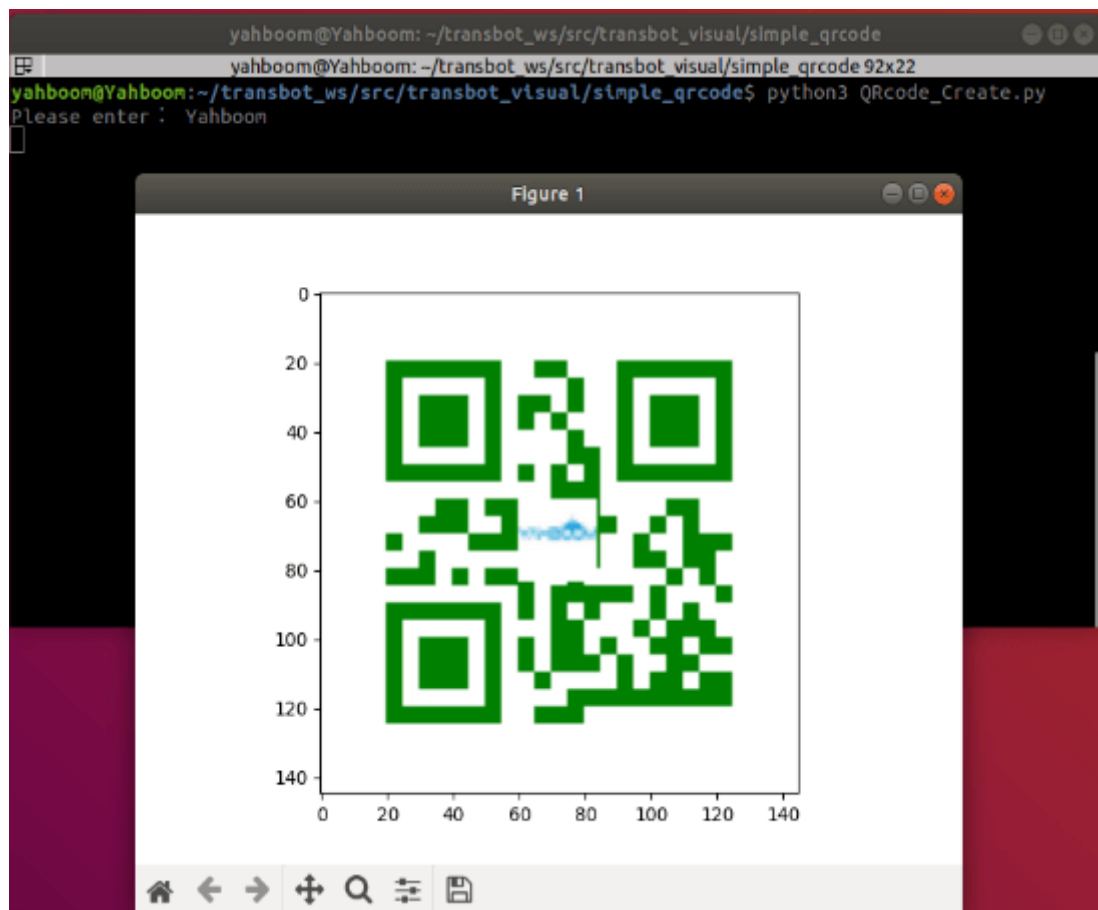 yahboom@Yahboom: ~/transbot_ws/src/transbot_visual/simple_qrcode
yahboom@Yahboom: ~/transbot_ws/src/transbot_visual/simple_qrcode 92x22
yahboom@Yahboom:~/transbot_ws/src/transbot_visual/simple_qrcode$ python3 QRcode_Create.py
Please enter： Yahboom
Figure 1
0
20
40
60
YAHBOOM
80
100
120
140
0 20 40 60 80 100 120 140